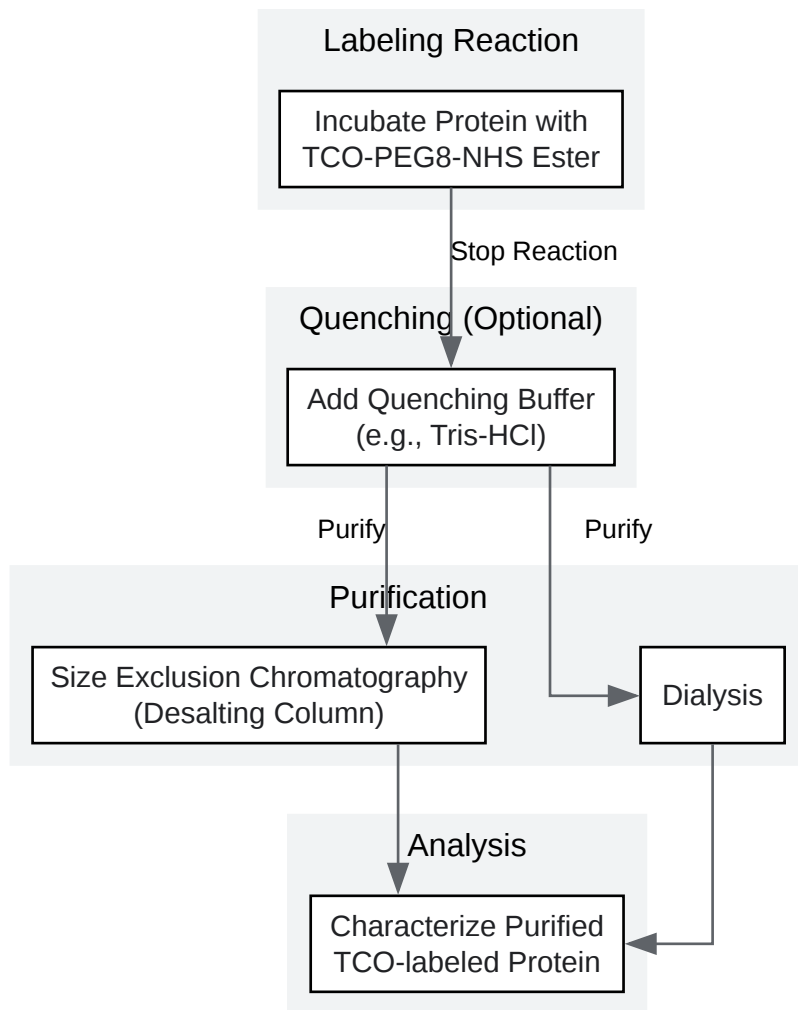 Labeling Reaction
Incubate Protein with
TCO-PEG8-NHS Ester
Stop Reaction
Quenching (Optional)
Add Quenching Buffer
(e.g., Tris-HCl)
Purify
Purify
Purification
Size Exclusion Chromatography
(Desalting Column)
Dialysis
Analysis
Characterize Purified
TCO-labeled Protein